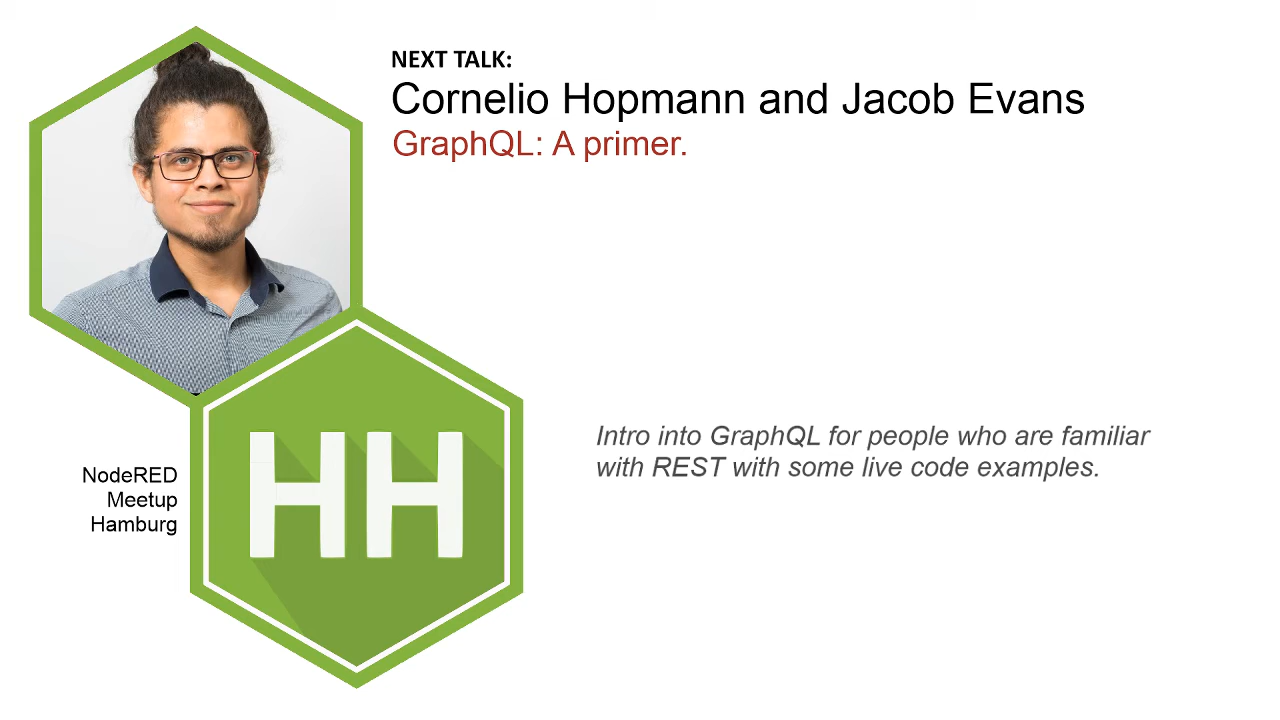 NEXT TALK:
Cornelio Hopmann and Jacob Evans
GraphQL: A primer.
Intro into GraphQL for people who are familiar
with REST with some live code examples.
NodeRED
Meetup
Hamburg
HH